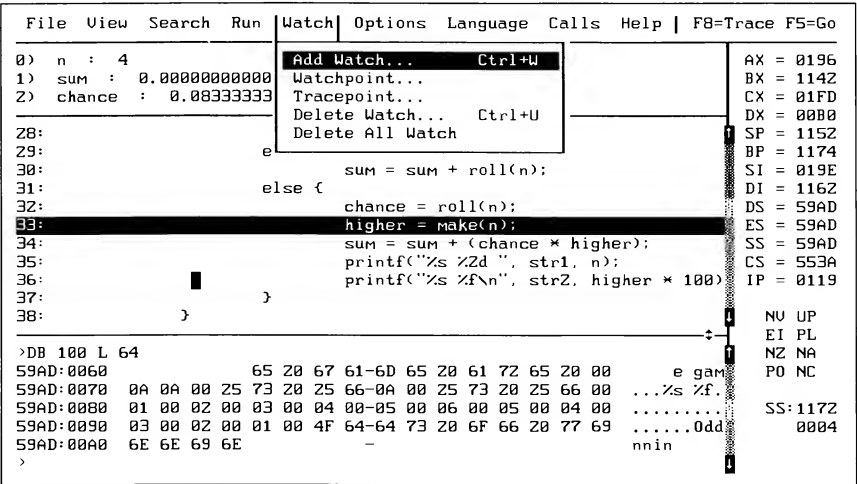 File View Search Run Watch Options Language Calls Help | F8=Trace F5=Go
0) n : 4
1) sum : 0.00000000000
2) chance : 0.08333333
Add Watch... Ctrl+W
Watchpoint...
Tracepoint...
Delete Watch... Ctrl+U
Delete All Watch
28:
29: e
30: sum = sum + roll(n);
31: else {
32: chance = roll(n);
33: higher = make(n);
34: sum = sum + (chance * higher);
35: printf("%s %2d ", str1, n);
36: printf("%s %f\n", str2, higher * 100)
37: }
38: }
AX = 0196
BX = 1142
CX = 01FD
DX = 00B0
SP = 1152
BP = 1174
SI = 019E
DI = 1162
DS = 59AD
ES = 59AD
SS = 59AD
CS = 553A
IP = 0119
NV UP
EI PL
NZ NA
PO NC
SS:1172
0004
>DB 100 L 64
59AD:0060 65 20 67 61-6D 65 20 61 72 65 20 00 e gam
59AD:0070 0A 0A 00 25 73 20 25 66-0A 00 25 73 20 25 66 00 ...%s %f.
59AD:0080 01 00 02 00 03 00 04 00-05 00 06 00 05 00 04 00 .........
59AD:0090 03 00 02 00 01 00 4F 64-64 73 20 6F 66 20 77 69 ......Odd
59AD:00A0 6E 6E 69 6E - nnin
>